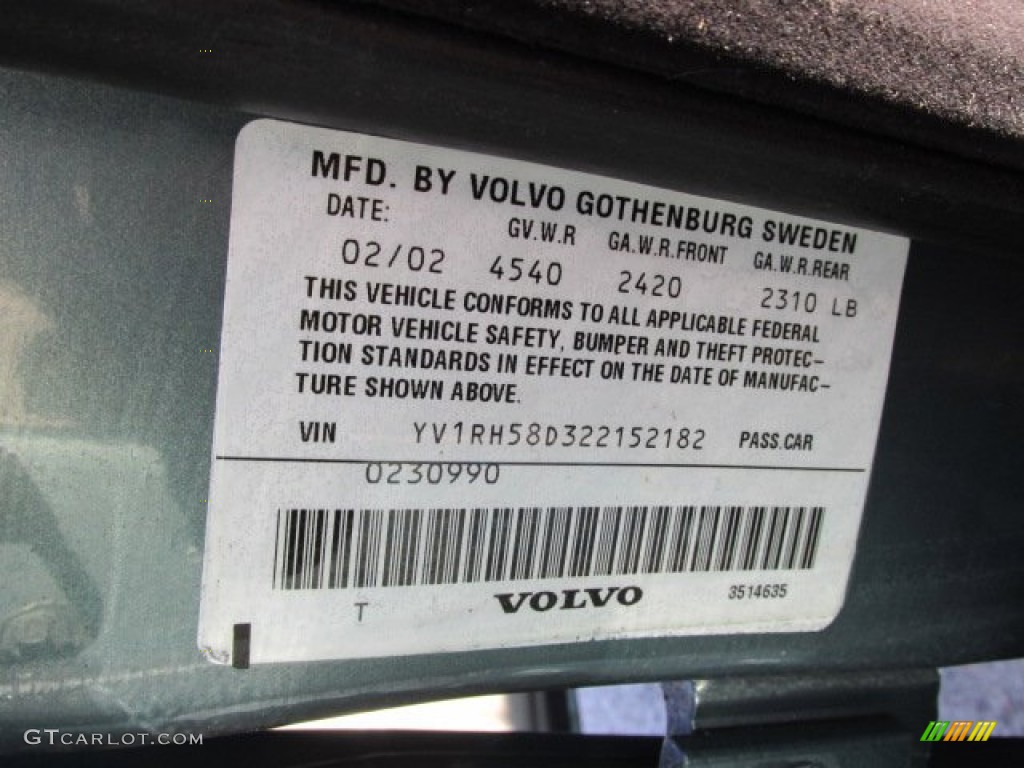 MFD. BY VOLVO GOTHENBURG SWEDEN
DATE: GV.W.R GA.W.R.FRONT GA.W.R.REAR
02/02 4540 2420 2310 LB
THIS VEHICLE CONFORMS TO ALL APPLICABLE FEDERAL
MOTOR VEHICLE SAFETY, BUMPER AND THEFT PROTEC-
TION STANDARDS IN EFFECT ON THE DATE OF MANUFAC-
TURE SHOWN ABOVE.
VIN YV1RH58D322152182 PASS.CAR
0230990
T VOLVO 3514635
GTCARLOT.COM